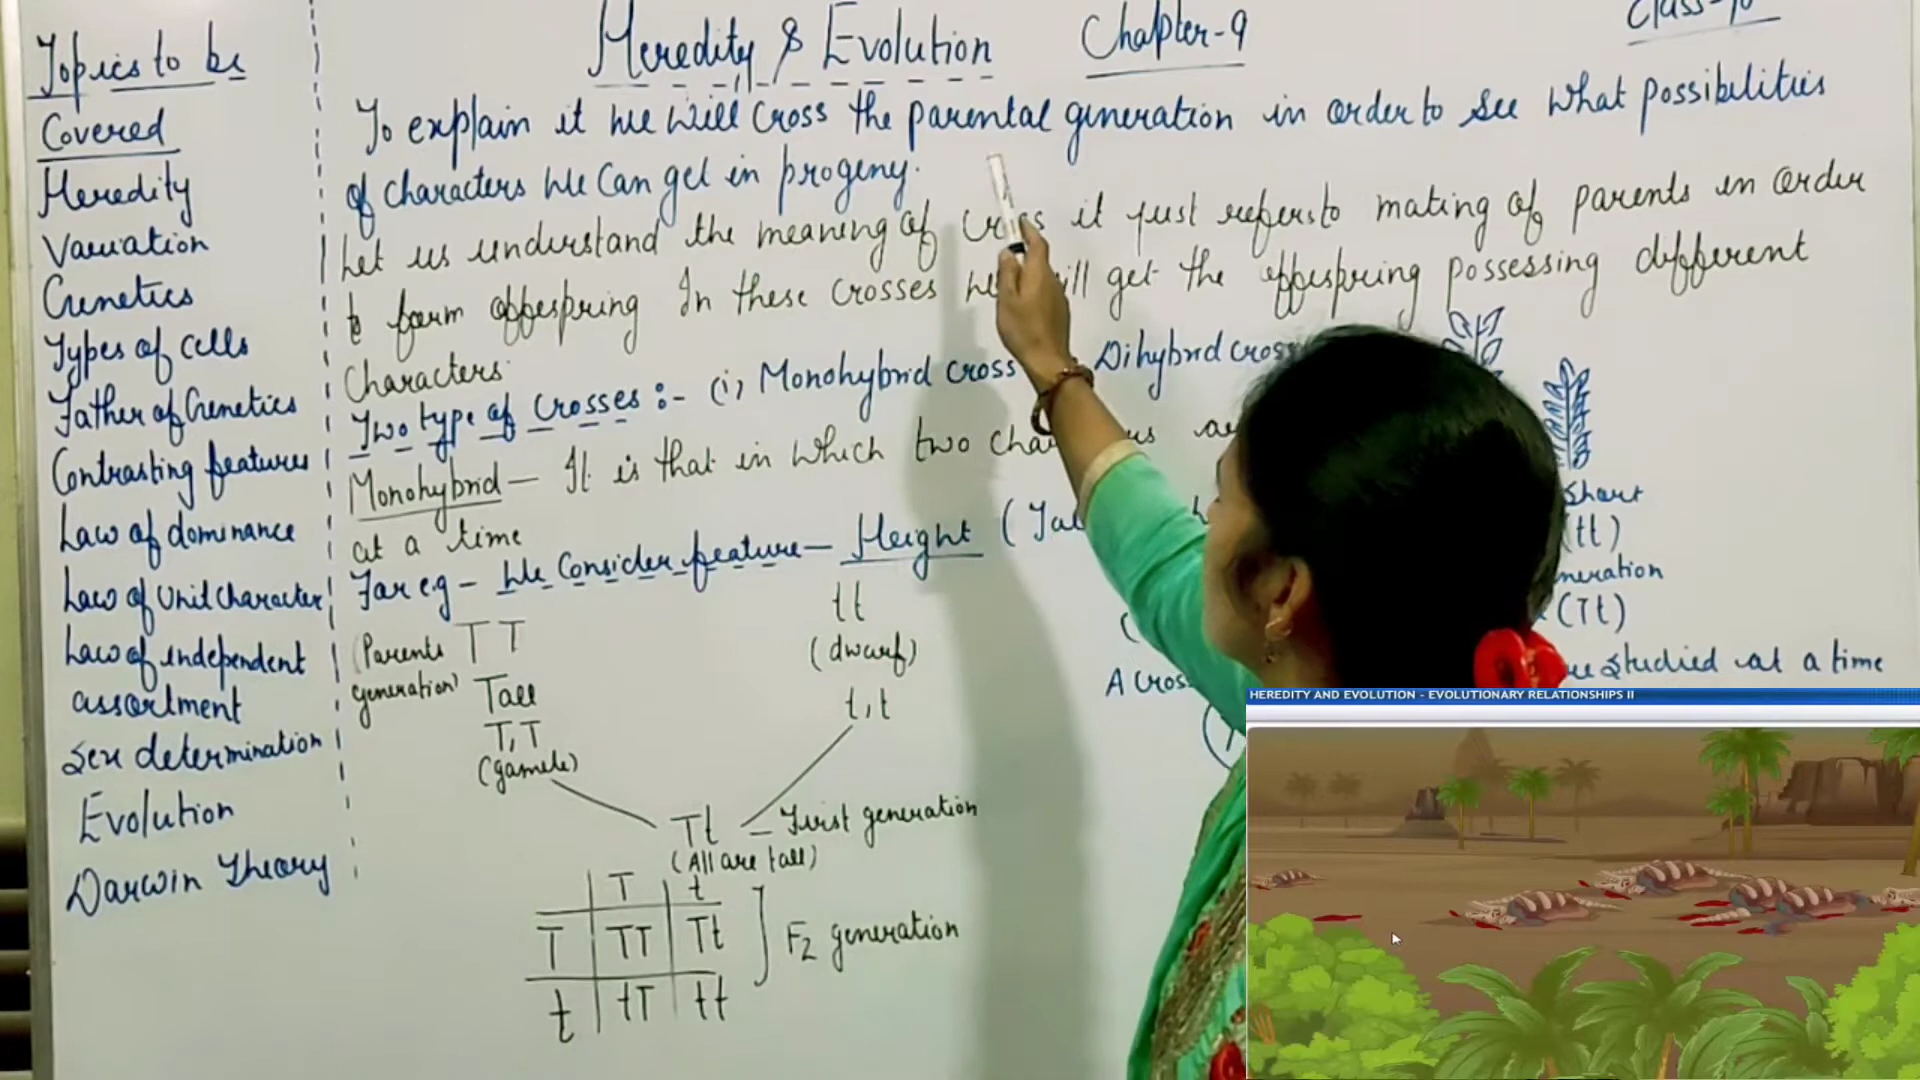 Topics to be
Covered
Heredity
Variation
Genetics
Types of cells
Father of Genetics
Contrasting features
Law of dominance
Law of Unit Character
Law of independent
assortment
Sex determination
Evolution
Darwin Theory
Heredity & Evolution Chapter-9
Class-10
To explain it we will cross the parental generation in order to see what possibilities
of characters we can get in progeny.
Let us understand the meaning of it just refers to mating of parents in order
to form offespring In these crosses will get the offespring possessing different
Characters
Two type of Crosses :- (i) Monohybrid cross Dihybrid cross
Monohybrid — It is that in which two
at a time
For eg - We Consider feature — Height
(Parents TT tt
generation) Tall (dwarf)
T, T t, t
(gamete)
Tt — First generation
(All are tall)
T t
T TT Tt
t tT tt
F2 generation
Short
(tt)
(Tt)
A Cross studied at a time
HEREDITY AND EVOLUTION - EVOLUTIONARY RELATIONSHIPS II